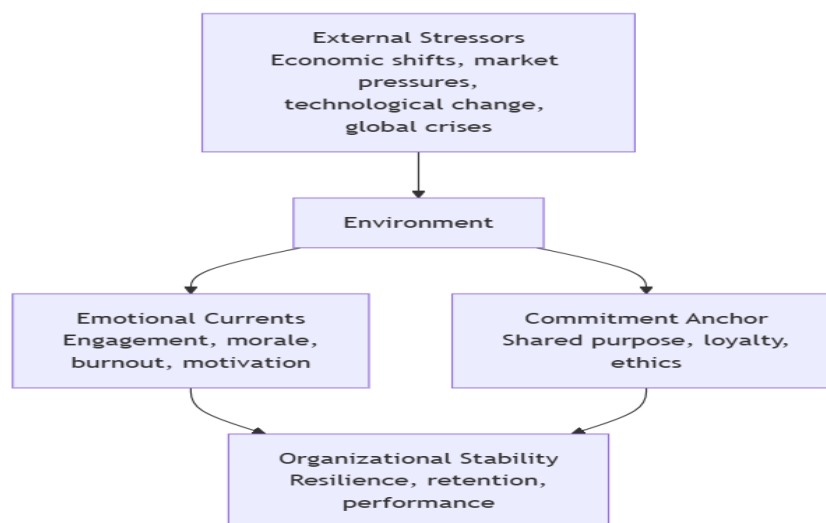 External Stressors
Economic shifts, market
pressures,
technological change,
global crises
Environment
Emotional Currents
Engagement, morale,
burnout, motivation
Commitment Anchor
Shared purpose, loyalty,
ethics
Organizational Stability
Resilience, retention,
performance